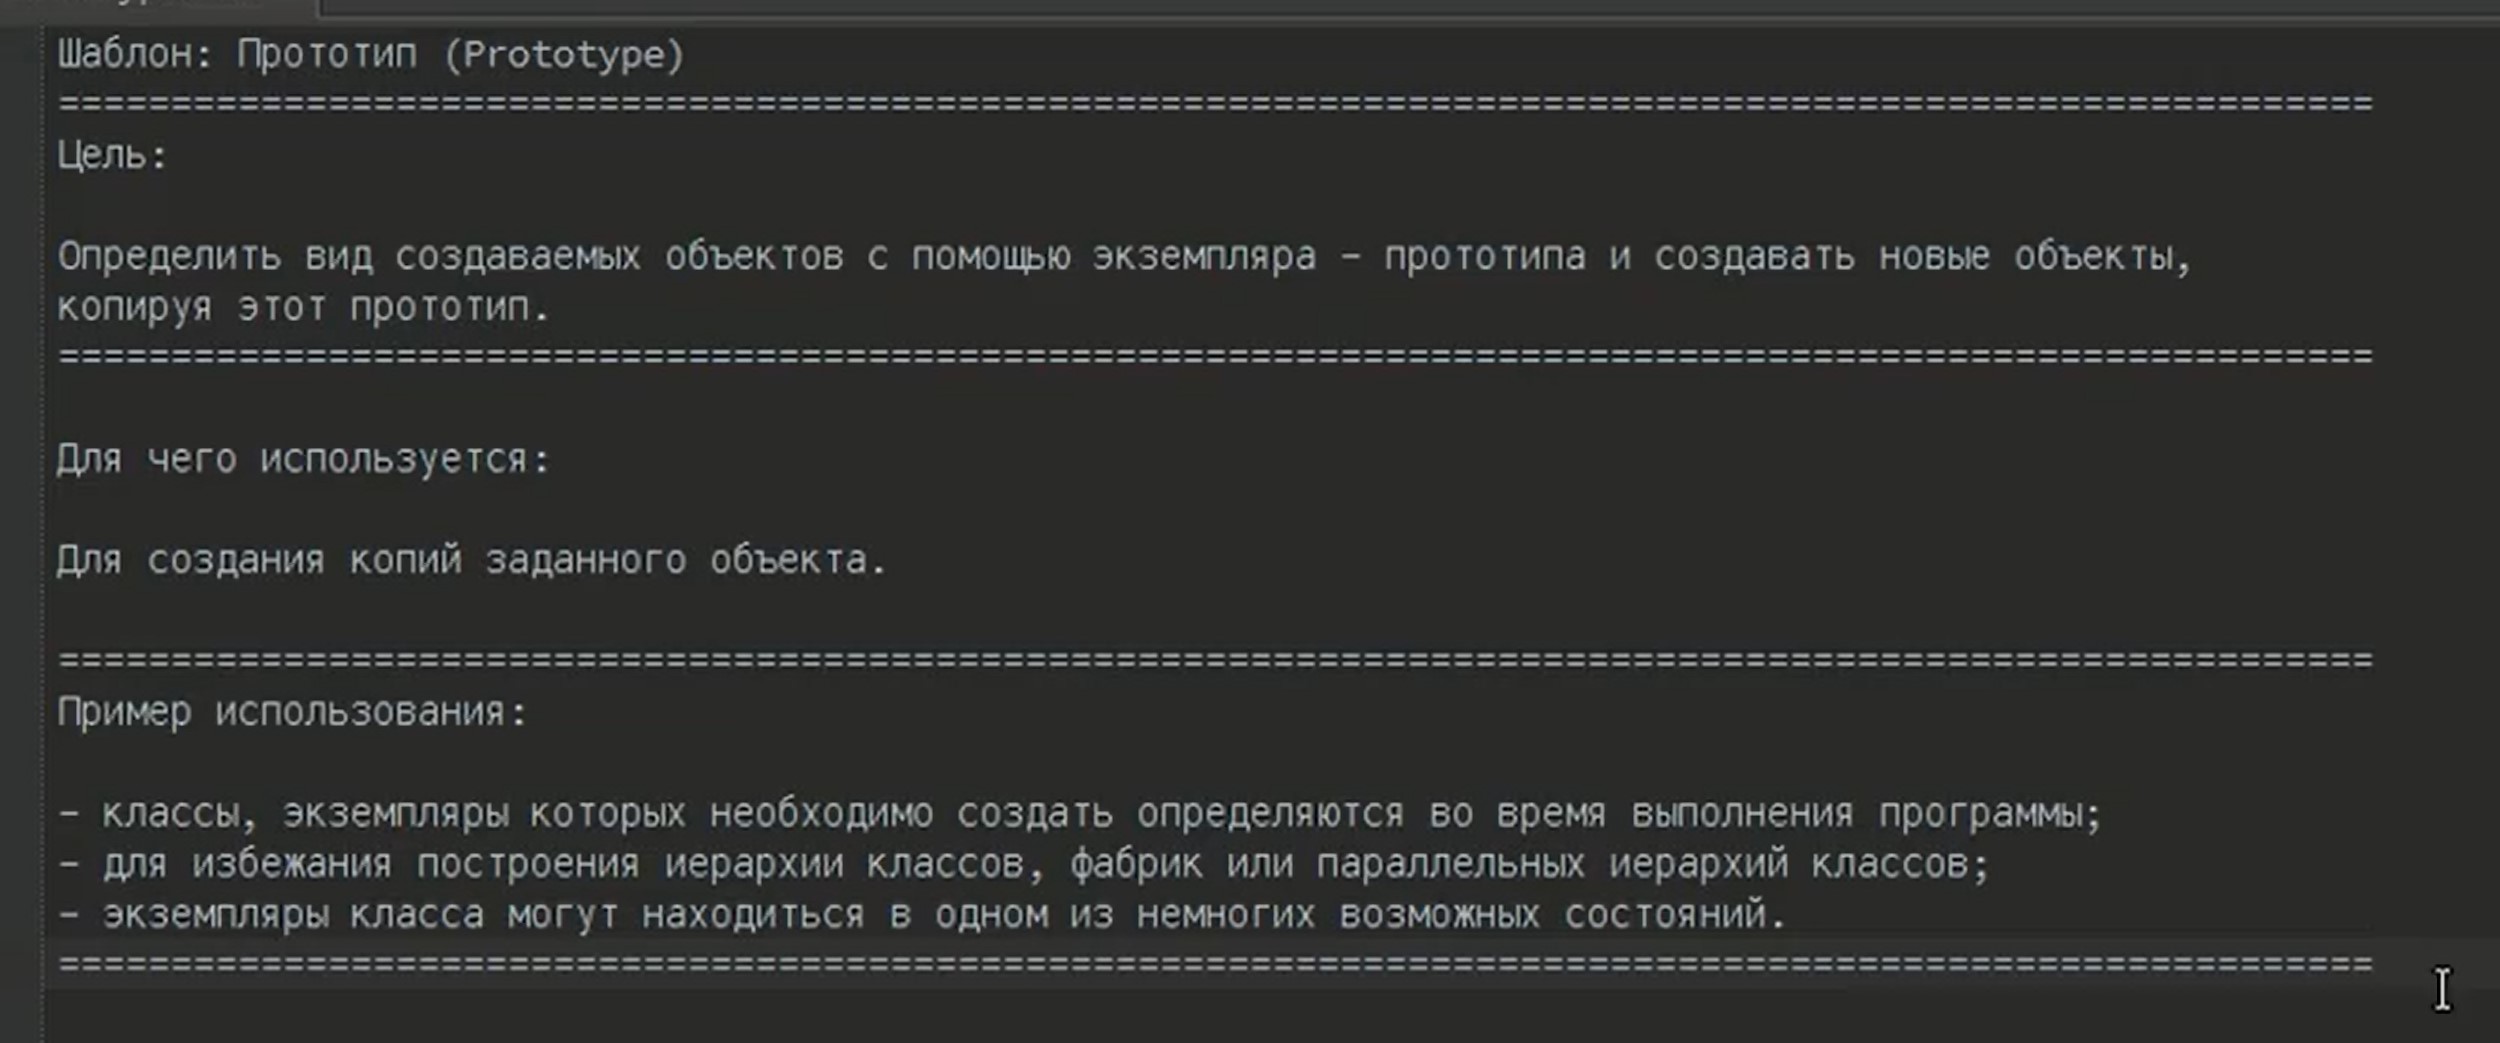 Шаблон: Прототип (Prototype)
=======================================================================================================
Цель:
Определить вид создаваемых объектов с помощью экземпляра - прототипа и создавать новые объекты,
копируя этот прототип.
=======================================================================================================
Для чего используется:
Для создания копий заданного объекта.
=======================================================================================================
Пример использования:
- классы, экземпляры которых необходимо создать определяются во время выполнения программы;
- для избежания построения иерархии классов, фабрик или параллельных иерархий классов;
- экземпляры класса могут находиться в одном из немногих возможных состояний.
=======================================================================================================